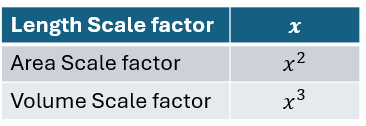 Length Scale factor x
Area Scale factor x²
Volume Scale factor x³